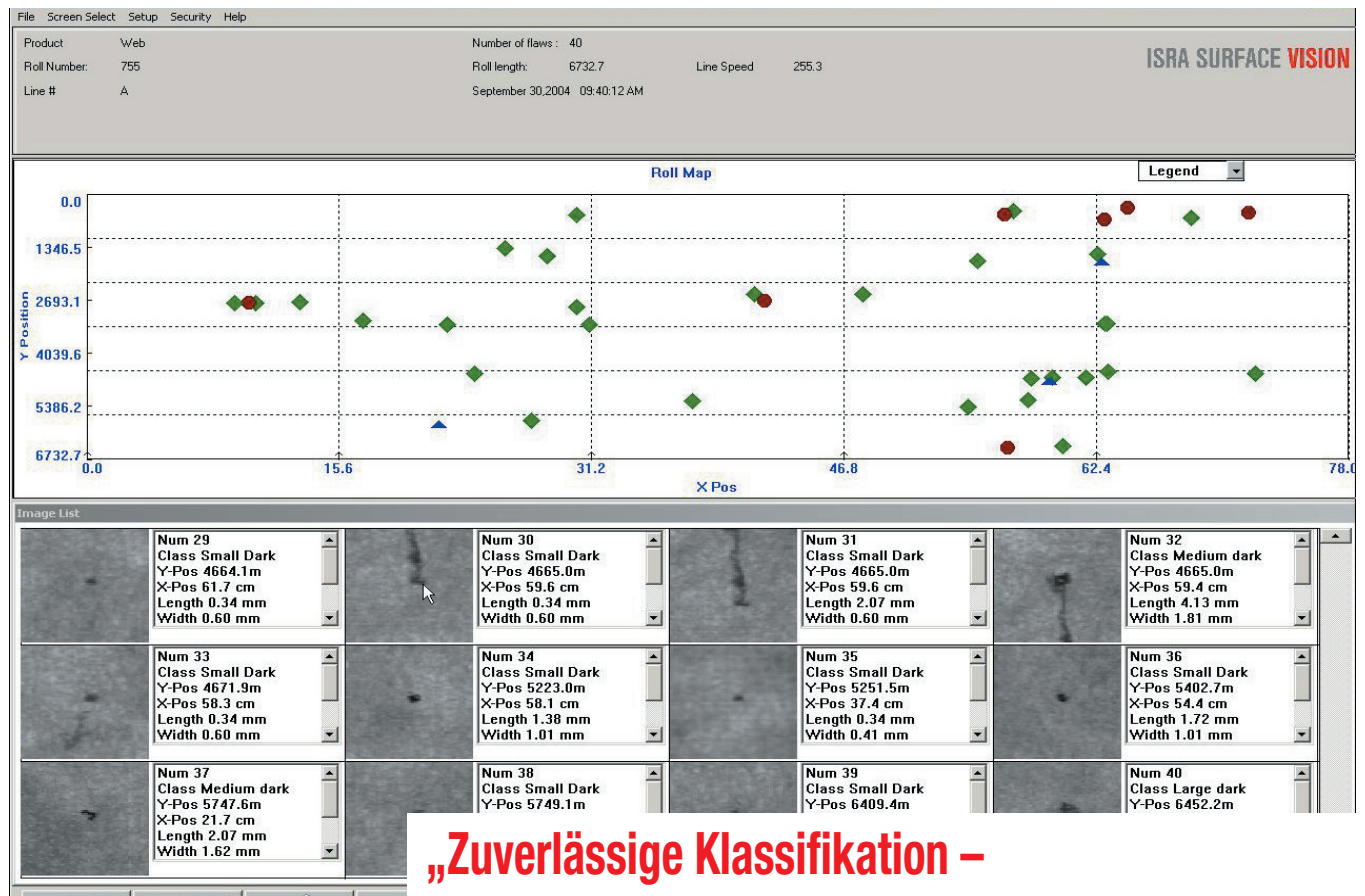 File Screen Select Setup Security Help
Product Web Number of flaws : 40
ISRA SURFACE VISION
Roll Number: 755 Roll length: 6732.7 Line Speed 255.3
Line # A September 30,2004 09:40:12 AM
Roll Map Legend
0.0
1346.5
2693.1
4039.6
5386.2
6732.7
Y Position
0.0 15.6 31.2 46.8 62.4 78.0
X Pos
Image List
Num 29
Class Small Dark
Y-Pos 4664.1m
X-Pos 61.7 cm
Length 0.34 mm
Width 0.60 mm
Num 30
Class Small Dark
Y-Pos 4665.0m
X-Pos 59.6 cm
Length 0.34 mm
Width 0.60 mm
Num 31
Class Small Dark
Y-Pos 4665.0m
X-Pos 59.6 cm
Length 2.07 mm
Width 0.60 mm
Num 32
Class Medium dark
Y-Pos 4665.0m
X-Pos 59.4 cm
Length 4.13 mm
Width 1.81 mm
Num 33
Class Small Dark
Y-Pos 4671.9m
X-Pos 58.3 cm
Length 0.34 mm
Width 0.60 mm
Num 34
Class Small Dark
Y-Pos 5223.0m
X-Pos 58.1 cm
Length 1.38 mm
Width 1.01 mm
Num 35
Class Small Dark
Y-Pos 5251.5m
X-Pos 37.4 cm
Length 0.34 mm
Width 0.41 mm
Num 36
Class Small Dark
Y-Pos 5402.7m
X-Pos 54.4 cm
Length 1.72 mm
Width 1.01 mm
Num 37
Class Medium dark
Y-Pos 5747.6m
X-Pos 21.7 cm
Length 2.07 mm
Width 1.62 mm
Num 38
Class Small Dark
Y-Pos 5749.1m
Num 39
Class Small Dark
Y-Pos 6409.4m
Num 40
Class Large dark
Y-Pos 6452.2m
„Zuverlässige Klassifikation –